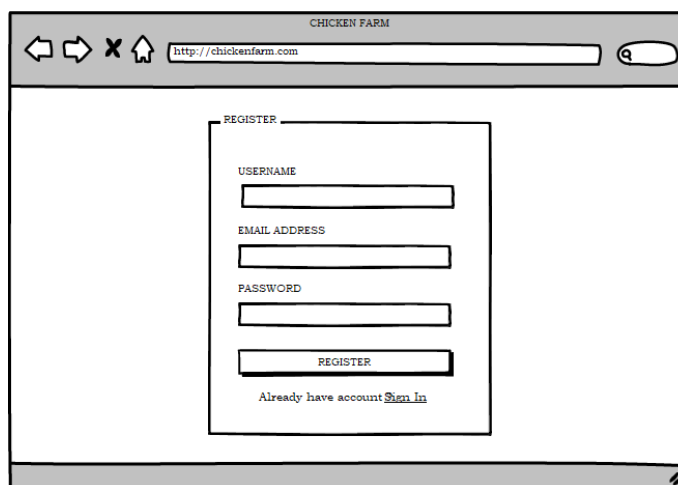 CHICKEN FARM
http://chickenfarm.com
REGISTER
USERNAME
EMAIL ADDRESS
PASSWORD
REGISTER
Already have account Sign In